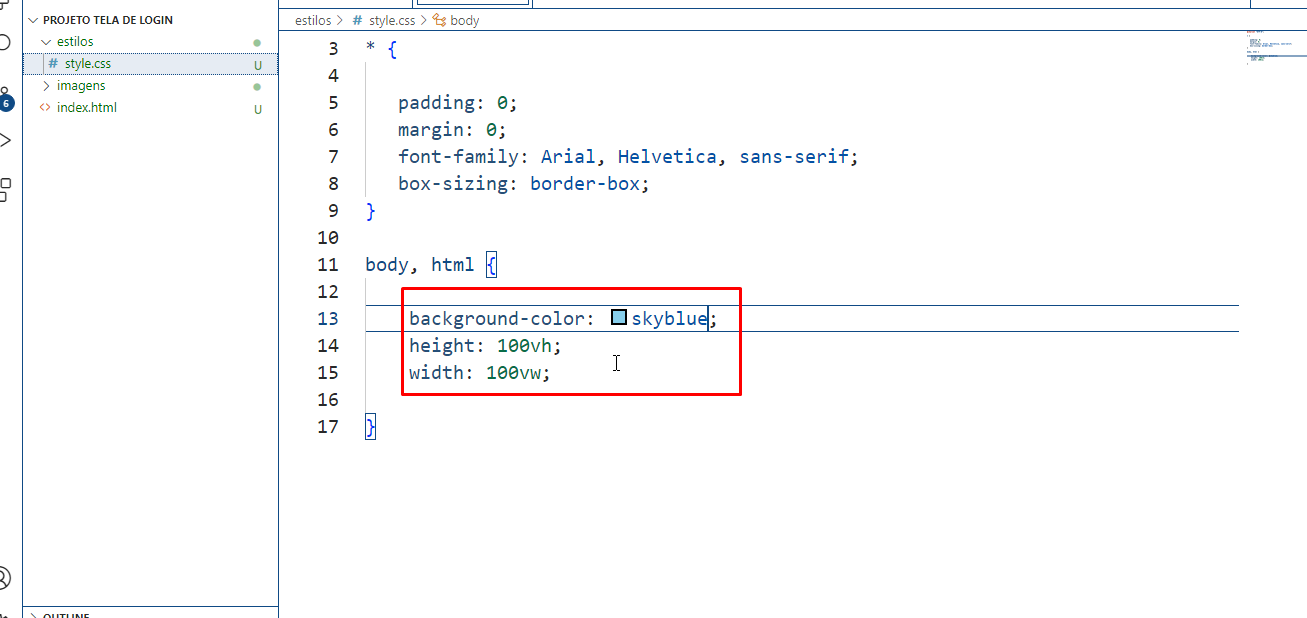 PROJETO TELA DE LOGIN
estilos
# style.css U
imagens
<> index.html U
6
OUTLINE
estilos > # style.css > body
3 * {
4
5 padding: 0;
6 margin: 0;
7 font-family: Arial, Helvetica, sans-serif;
8 box-sizing: border-box;
9 }
10
11 body, html {
12
13 background-color: skyblue;
14 height: 100vh;
15 width: 100vw;
16
17 }